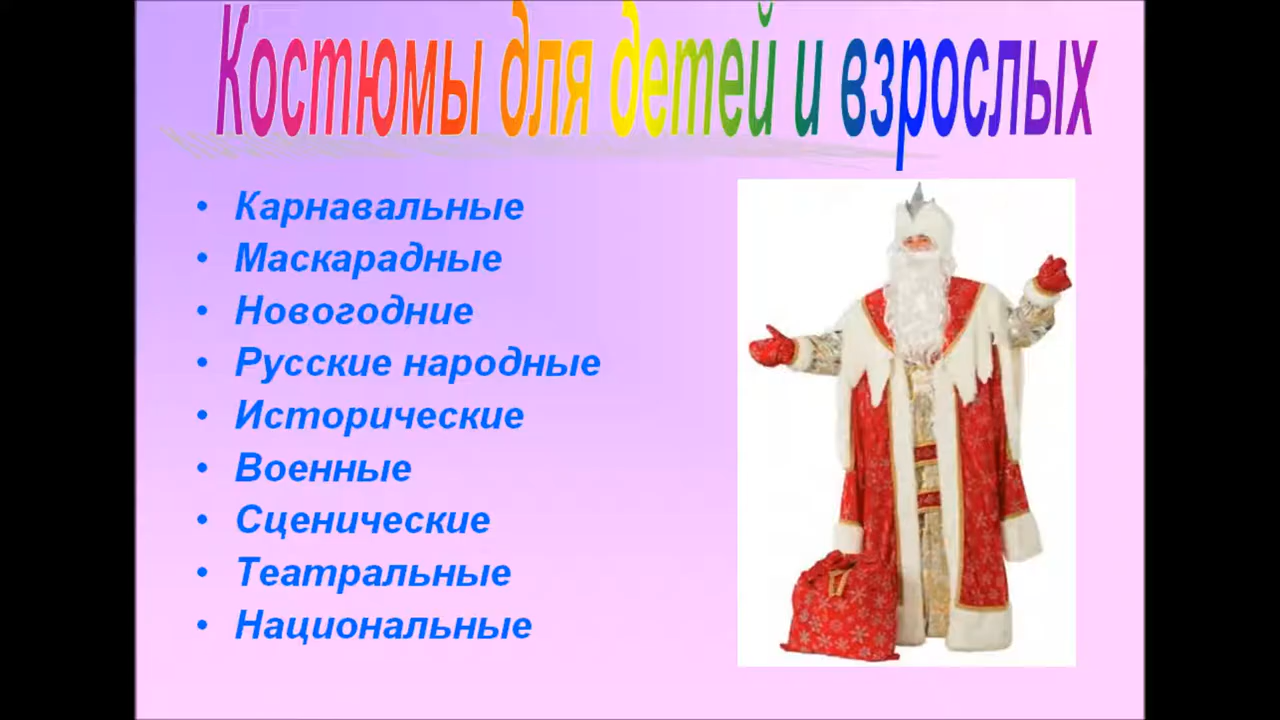 Костюмы для детей и взрослых
• Карнавальные
• Маскарадные
• Новогодние
• Русские народные
• Исторические
• Военные
• Сценические
• Театральные
• Национальные